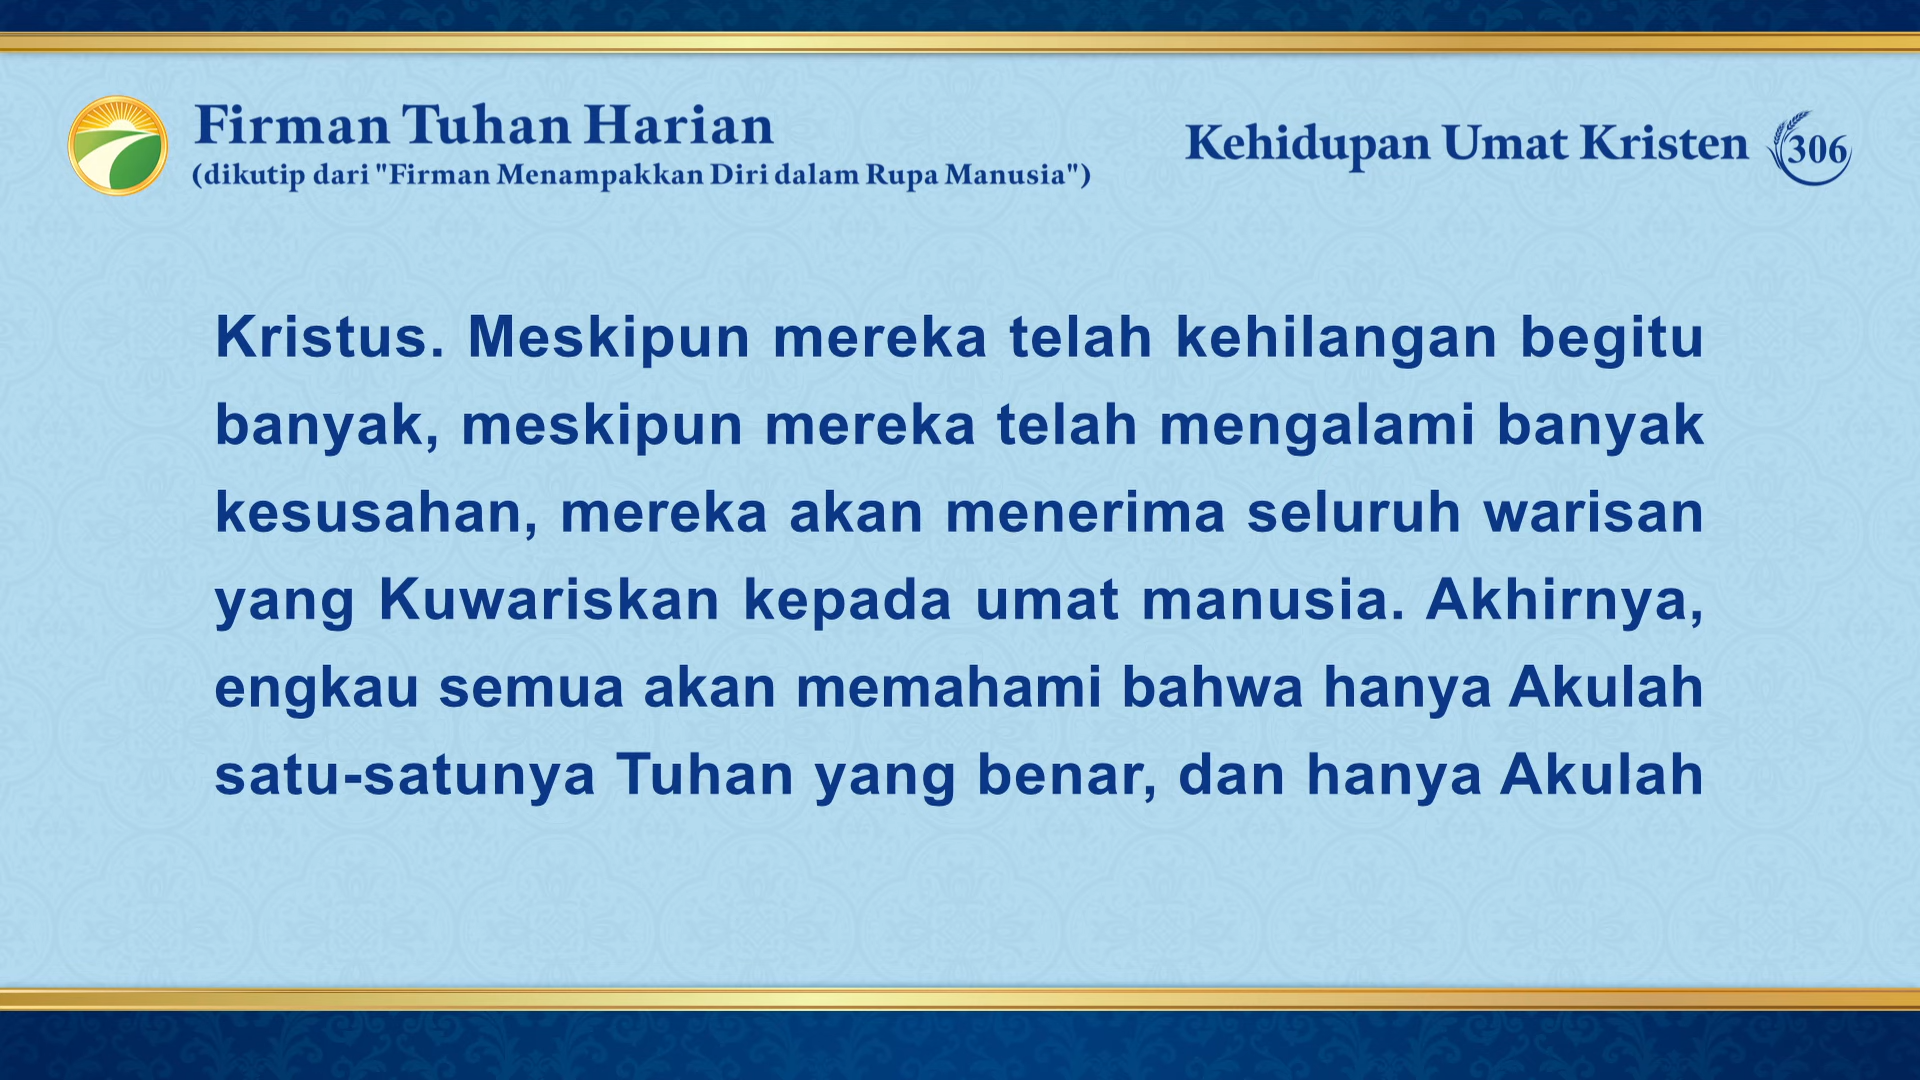 Firman Tuhan Harian
(dikutip dari "Firman Menampakkan Diri dalam Rupa Manusia")
Kehidupan Umat Kristen 306
Kristus. Meskipun mereka telah kehilangan begitu
banyak, meskipun mereka telah mengalami banyak
kesusahan, mereka akan menerima seluruh warisan
yang Kuwariskan kepada umat manusia. Akhirnya,
engkau semua akan memahami bahwa hanya Akulah
satu-satunya Tuhan yang benar, dan hanya Akulah